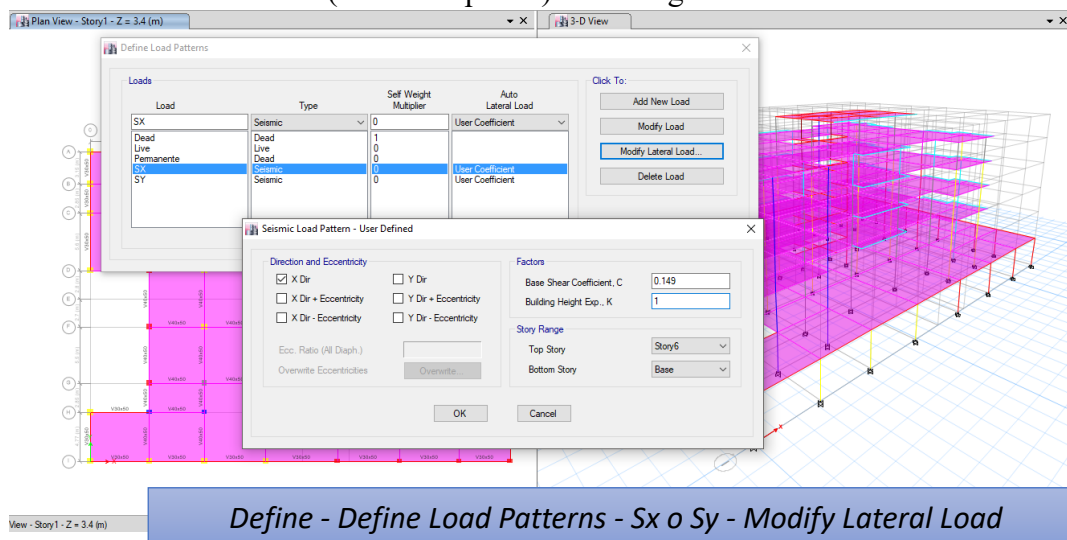 Plan View - Story1 - Z = 3.4 (m)
3-D View
Define Load Patterns
Loads
Click To:
Load
Type
Self Weight
Multiplier
Auto
Lateral Load
SX
Seismic
0
User Coefficient
Dead Dead 1
Live Live 0
Permanente Dead 0
SX Seismic 0 User Coefficient
SY Seismic 0 User Coefficient
Add New Load
Modify Load
Modify Lateral Load...
Delete Load
Seismic Load Pattern - User Defined
Direction and Eccentricity
X Dir
Y Dir
X Dir + Eccentricity
Y Dir + Eccentricity
X Dir - Eccentricity
Y Dir - Eccentricity
Ecc. Ratio (All Diaph.)
Overwrite Eccentricities
Overwrite...
Factors
Base Shear Coefficient, C
0.149
Building Height Exp., K
1
Story Range
Top Story
Story6
Bottom Story
Base
OK
Cancel
View - Story1 - Z = 3.4 (m)
Define - Define Load Patterns - Sx o Sy - Modify Lateral Load